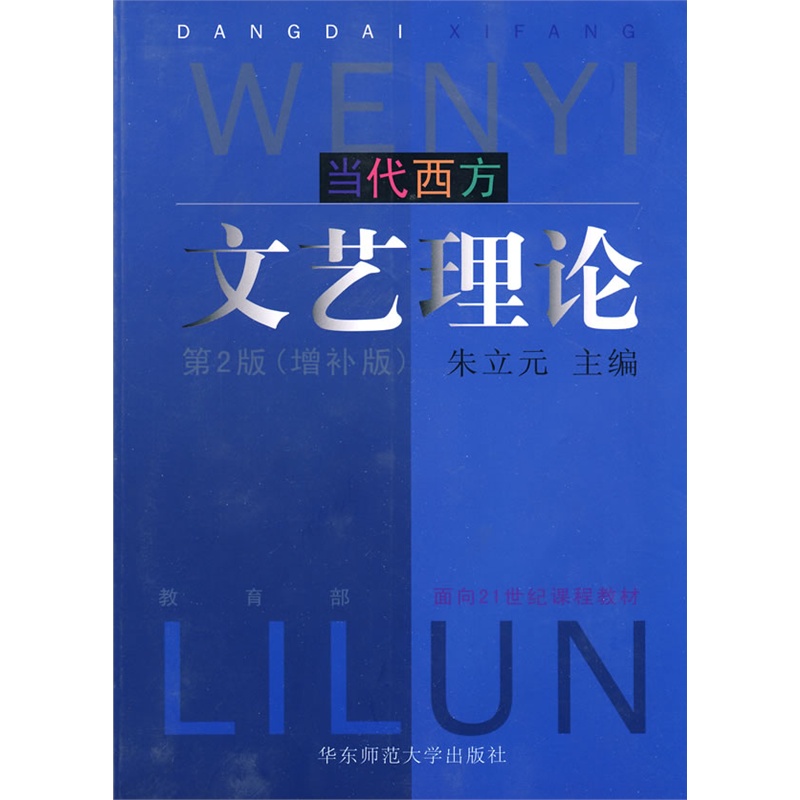 DANGDAI XIFANG
WENYI
当代西方
文艺理论
第2版(增补版) 朱立元 主编
教育部 面向21世纪课程教材
LILUN
华东师范大学出版社